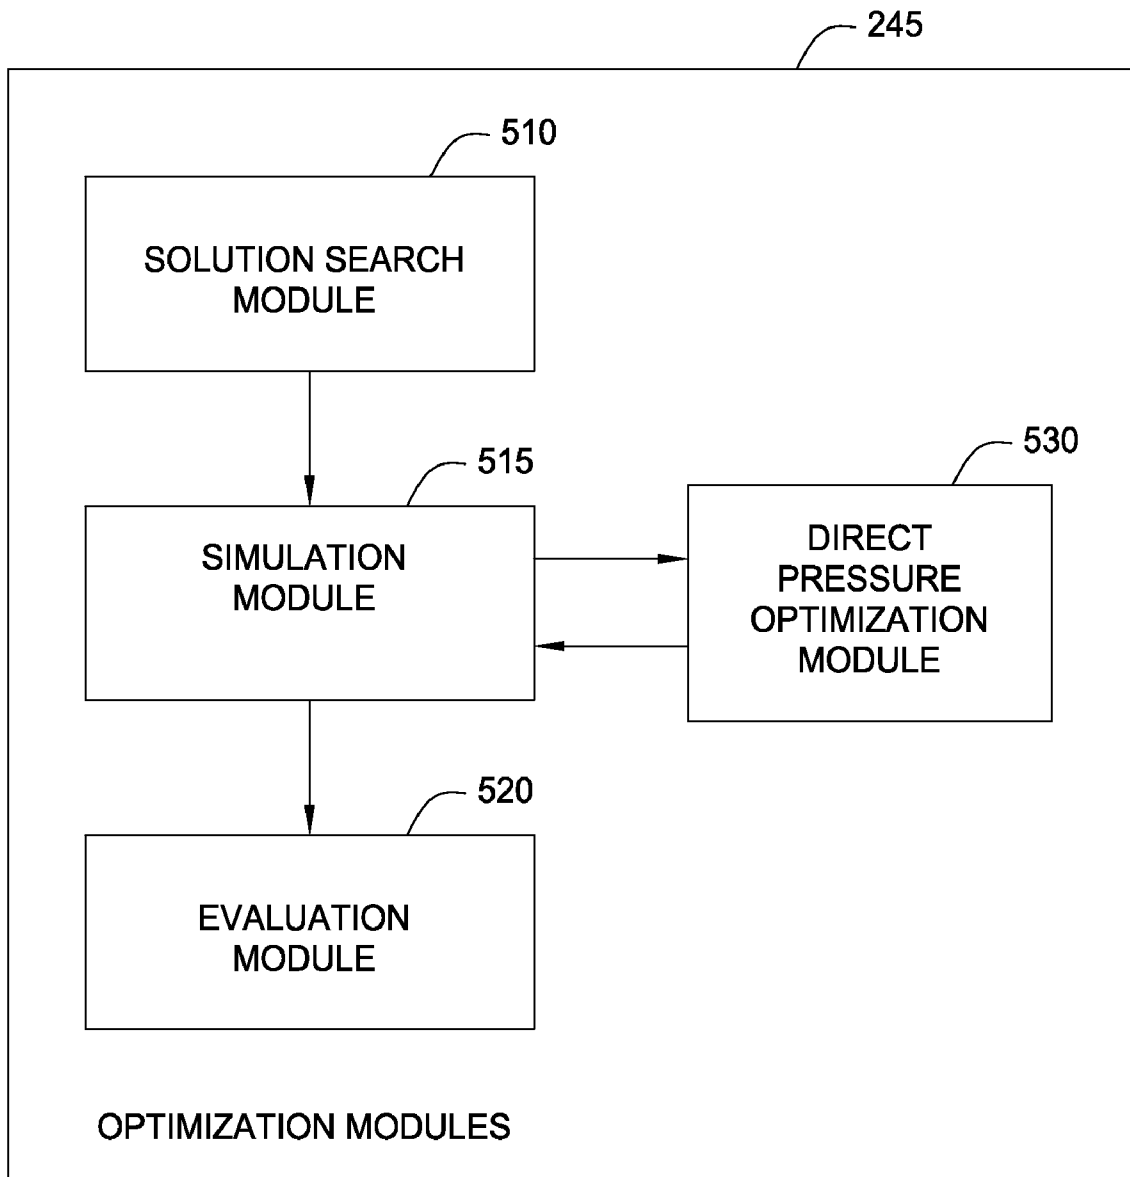 245
510
SOLUTION SEARCH
MODULE
515
SIMULATION
MODULE
530
DIRECT
PRESSURE
OPTIMIZATION
MODULE
520
EVALUATION
MODULE
OPTIMIZATION MODULES